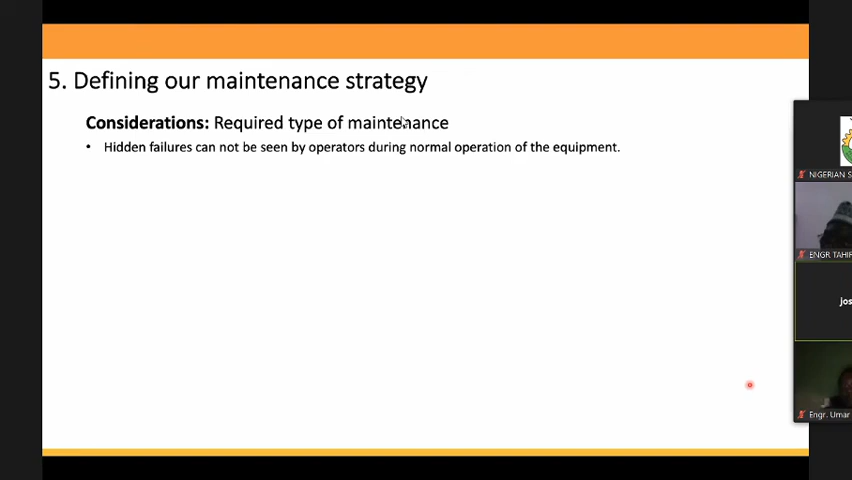 5. Defining our maintenance strategy
Considerations: Required type of maintenance
• Hidden failures can not be seen by operators during normal operation of the equipment.
NIGERIAN S
ENGR TAHIR
jos
Engr. Umar